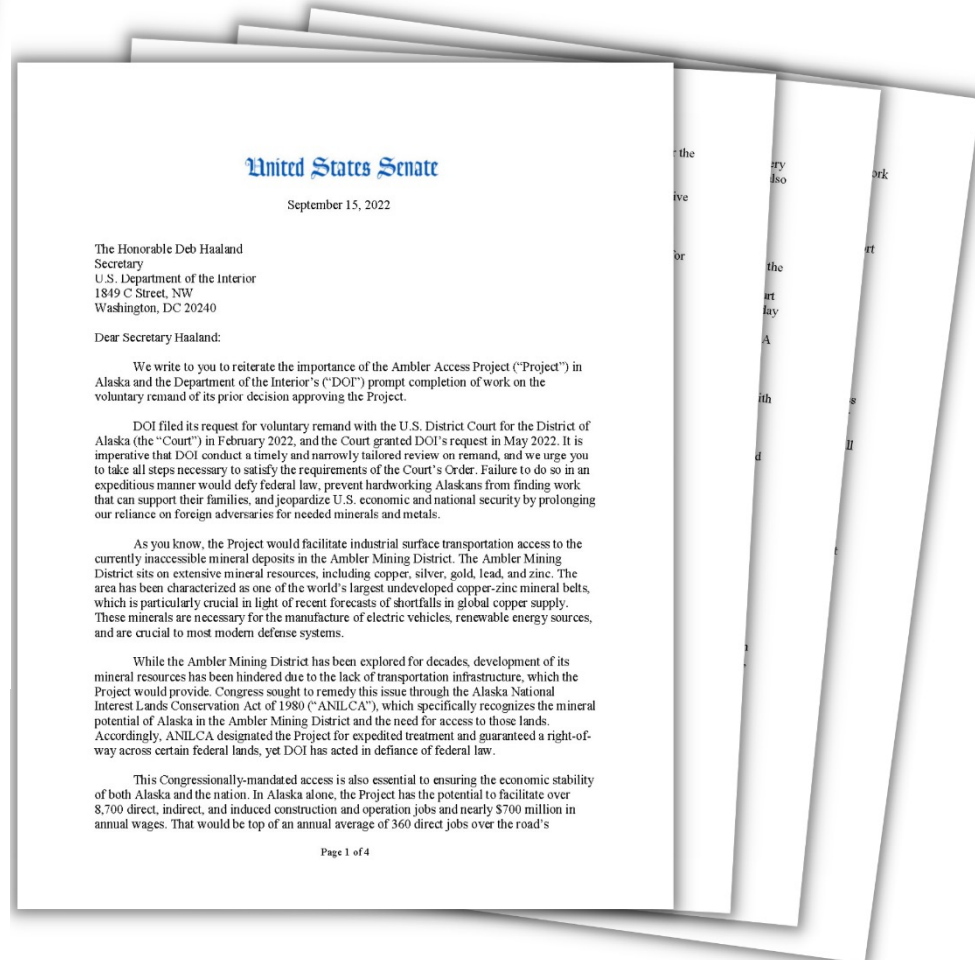 United States Senate
September 15, 2022
The Honorable Deb Haaland
Secretary
U.S. Department of the Interior
1849 C Street, NW
Washington, DC 20240
Dear Secretary Haaland:
We write to you to reiterate the importance of the Ambler Access Project (“Project”) in
Alaska and the Department of the Interior’s (“DOI”) prompt completion of work on the
voluntary remand of its prior decision approving the Project.
DOI filed its request for voluntary remand with the U.S. District Court for the District of
Alaska (the “Court”) in February 2022, and the Court granted DOI’s request in May 2022. It is
imperative that DOI conduct a timely and narrowly tailored review on remand, and we urge you
to take all steps necessary to satisfy the requirements of the Court’s Order. Failure to do so in an
expeditious manner would defy federal law, prevent hardworking Alaskans from finding work
that can support their families, and jeopardize U.S. economic and national security by prolonging
our reliance on foreign adversaries for needed minerals and metals.
As you know, the Project would facilitate industrial surface transportation access to the
currently inaccessible mineral deposits in the Ambler Mining District. The Ambler Mining
District sits on extensive mineral resources, including copper, silver, gold, lead, and zinc. The
area has been characterized as one of the world’s largest undeveloped copper-zinc mineral belts,
which is particularly crucial in light of recent forecasts of shortfalls in global copper supply.
These minerals are necessary for the manufacture of electric vehicles, renewable energy sources,
and are crucial to most modern defense systems.
While the Ambler Mining District has been explored for decades, development of its
mineral resources has been hindered due to the lack of transportation infrastructure, which the
Project would provide. Congress sought to remedy this issue through the Alaska National
Interest Lands Conservation Act of 1980 (“ANILCA”), which specifically recognizes the mineral
potential of Alaska in the Ambler Mining District and the need for access to those lands.
Accordingly, ANILCA designated the Project for expedited treatment and guaranteed a right-of-
way across certain federal lands, yet DOI has acted in defiance of federal law.
This Congressionally-mandated access is also essential to ensuring the economic stability
of both Alaska and the nation. In Alaska alone, the Project has the potential to facilitate over
8,700 direct, indirect, and induced construction and operation jobs and nearly $700 million in
annual wages. That would be top of an annual average of 360 direct jobs over the road’s
Page 1 of 4
the
the